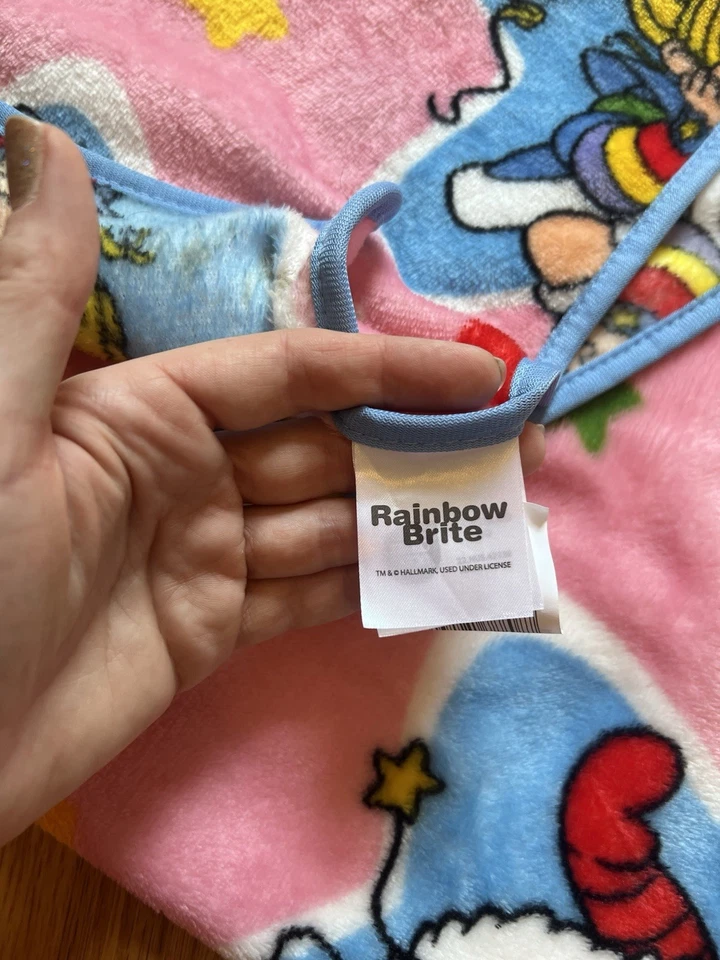 Rainbow
Brite
TM & © HALLMARK, USED UNDER LICENSE